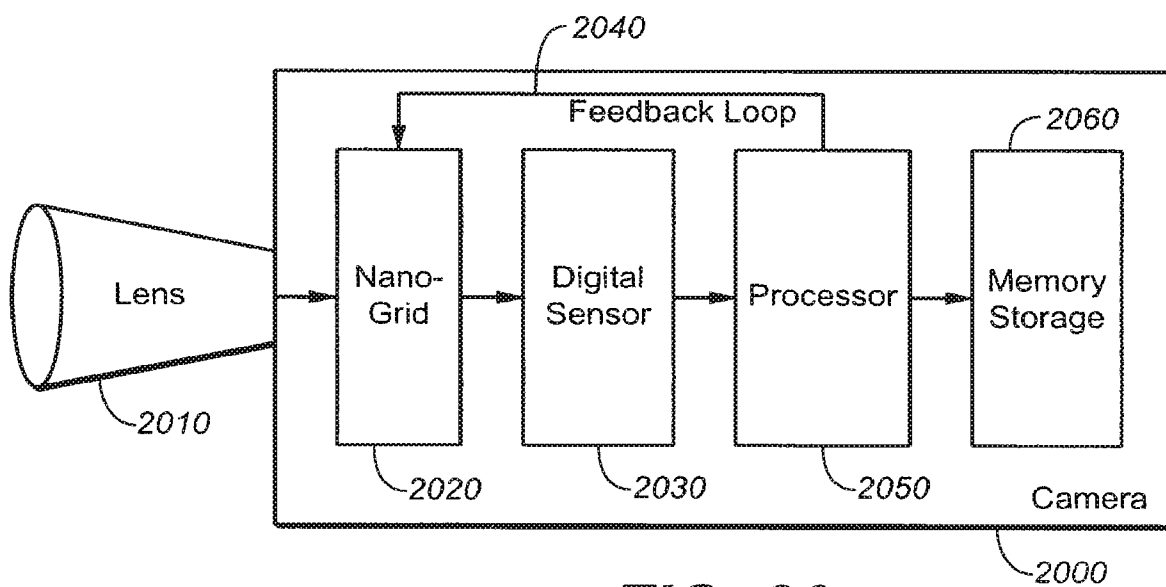 2040
Feedback Loop
2060
Lens
Nano-
Grid
Digital
Sensor
Processor
Memory
Storage
2010
2020
2030
2050
Camera
2000